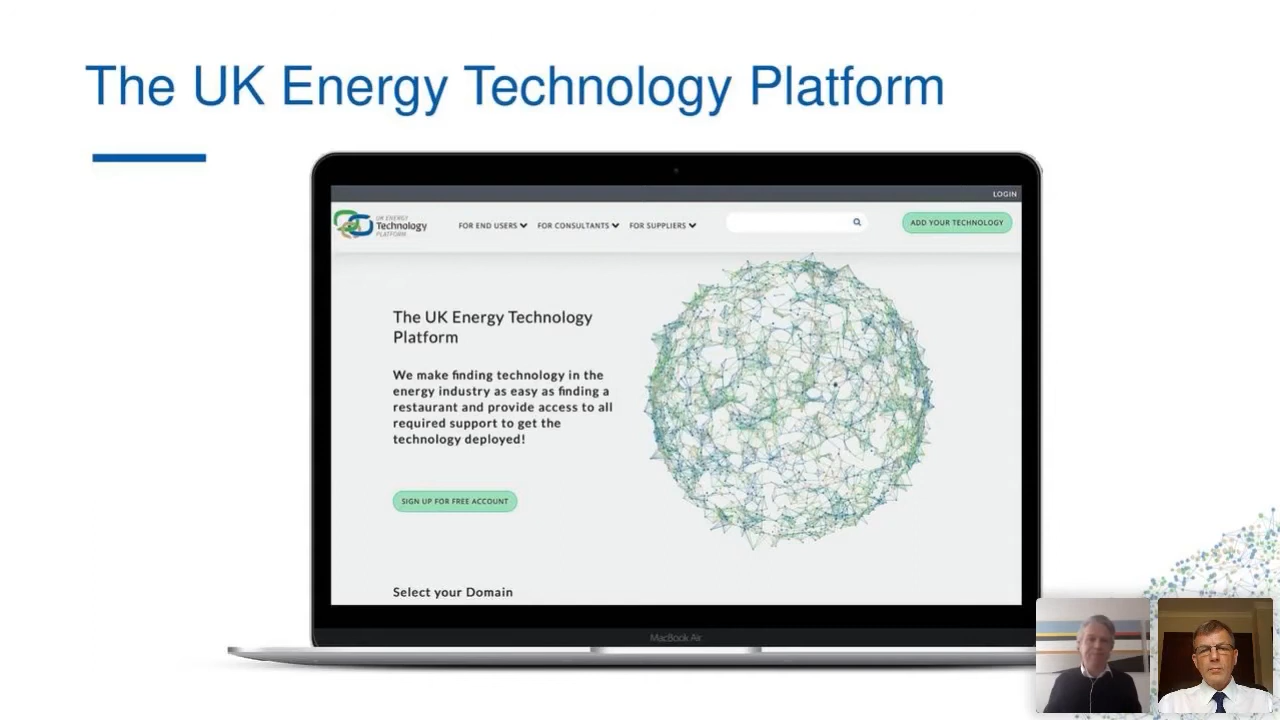 The UK Energy Technology Platform
LOGIN
UK ENERGY
Technology
PLATFORM
FOR END USERS
FOR CONSULTANTS
FOR SUPPLIERS
ADD YOUR TECHNOLOGY
The UK Energy Technology
Platform
We make finding technology in the
energy industry as easy as finding a
restaurant and provide access to all
required support to get the
technology deployed!
SIGN UP FOR FREE ACCOUNT
Select your Domain
MacBook Air